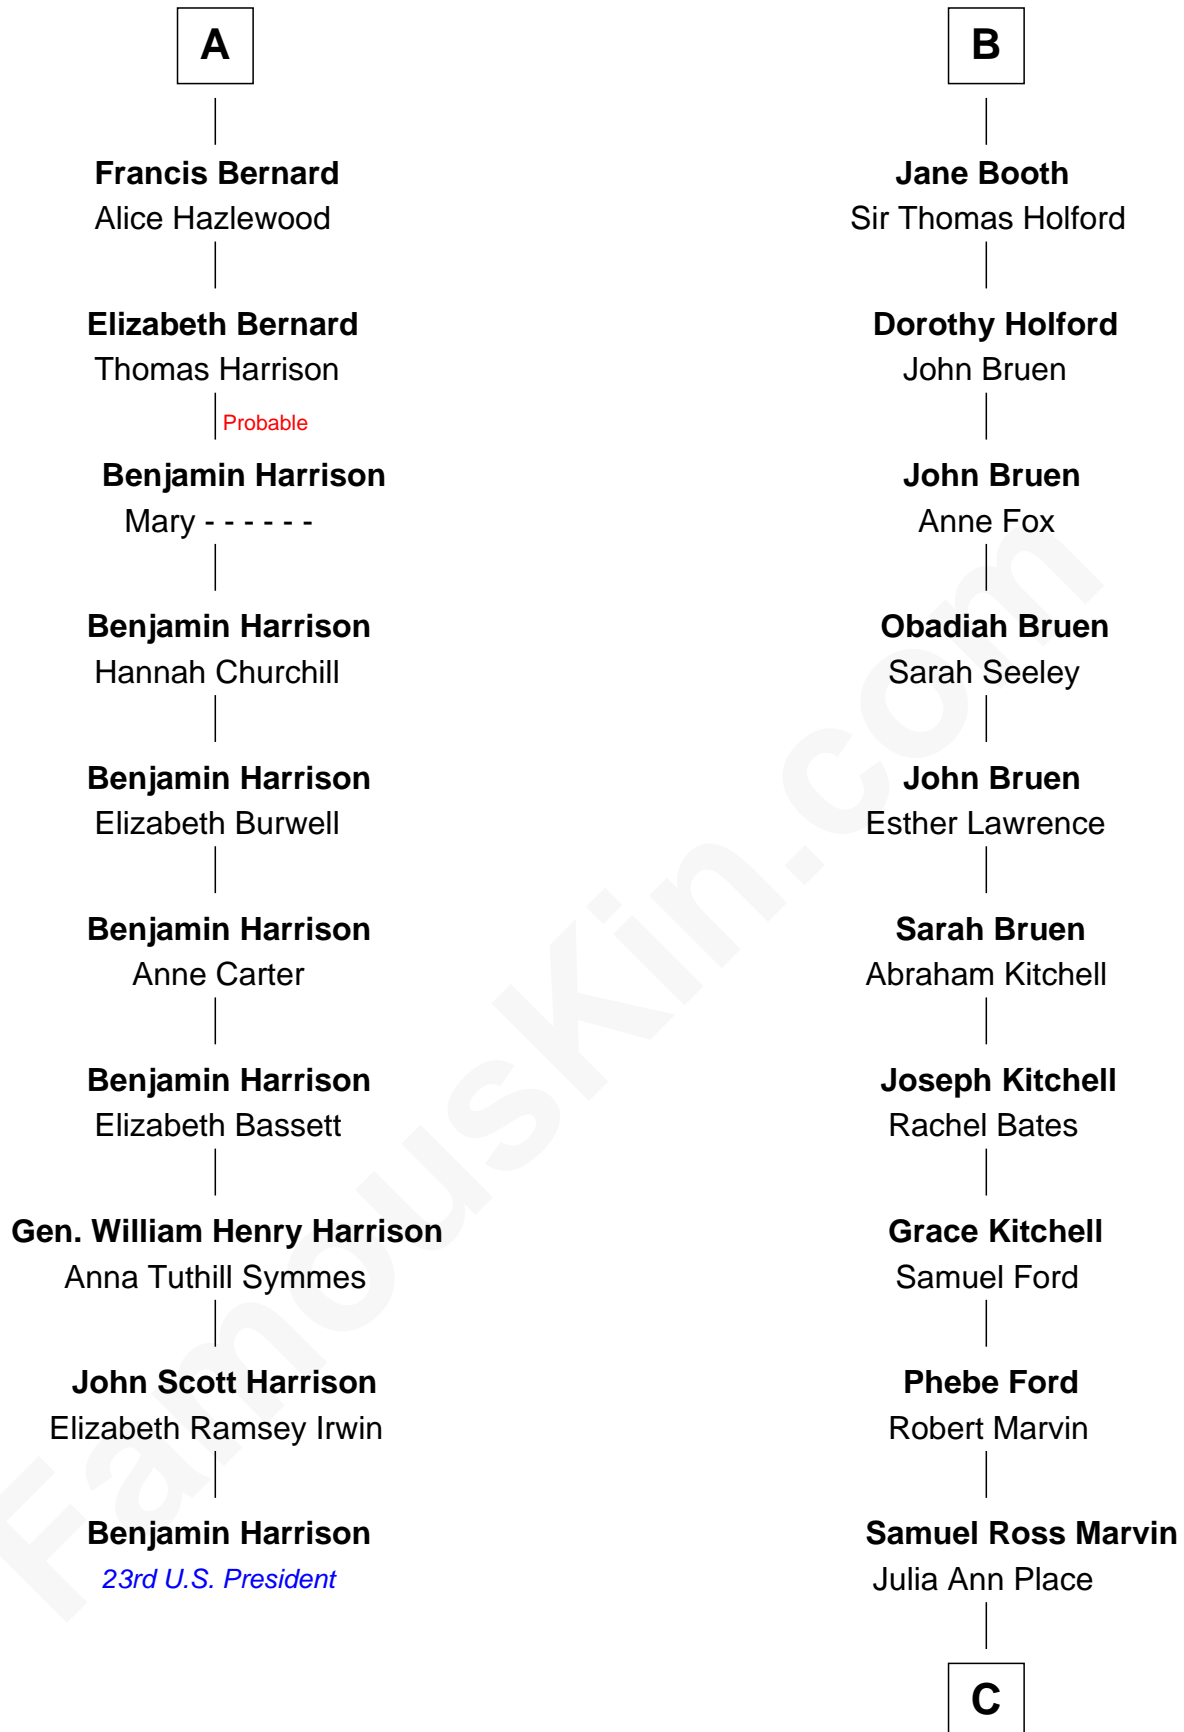 A
Francis Bernard
Alice Hazlewood
Elizabeth Bernard
Thomas Harrison
Probable
Benjamin Harrison
Mary - - - - - -
Benjamin Harrison
Hannah Churchill
Benjamin Harrison
Elizabeth Burwell
Benjamin Harrison
Anne Carter
Benjamin Harrison
Elizabeth Bassett
Gen. William Henry Harrison
Anna Tuthill Symmes
John Scott Harrison
Elizabeth Ramsey Irwin
Benjamin Harrison
23rd U.S. President
B
Jane Booth
Sir Thomas Holford
Dorothy Holford
John Bruen
John Bruen
Anne Fox
Obadiah Bruen
Sarah Seeley
John Bruen
Esther Lawrence
Sarah Bruen
Abraham Kitchell
Joseph Kitchell
Rachel Bates
Grace Kitchell
Samuel Ford
Phebe Ford
Robert Marvin
Samuel Ross Marvin
Julia Ann Place
C
FamousKin.com